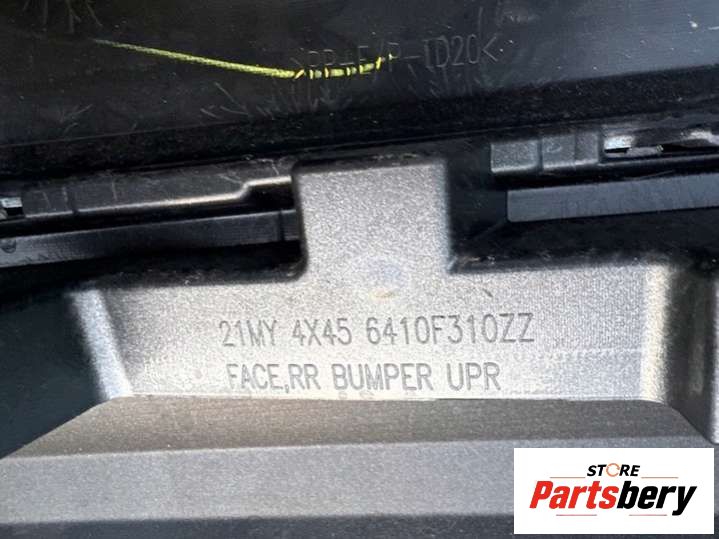 >PP-E/P-TD20<
21MY 4X45 6410F310ZZ
FACE,RR BUMPER UPR
STORE
Partsbery